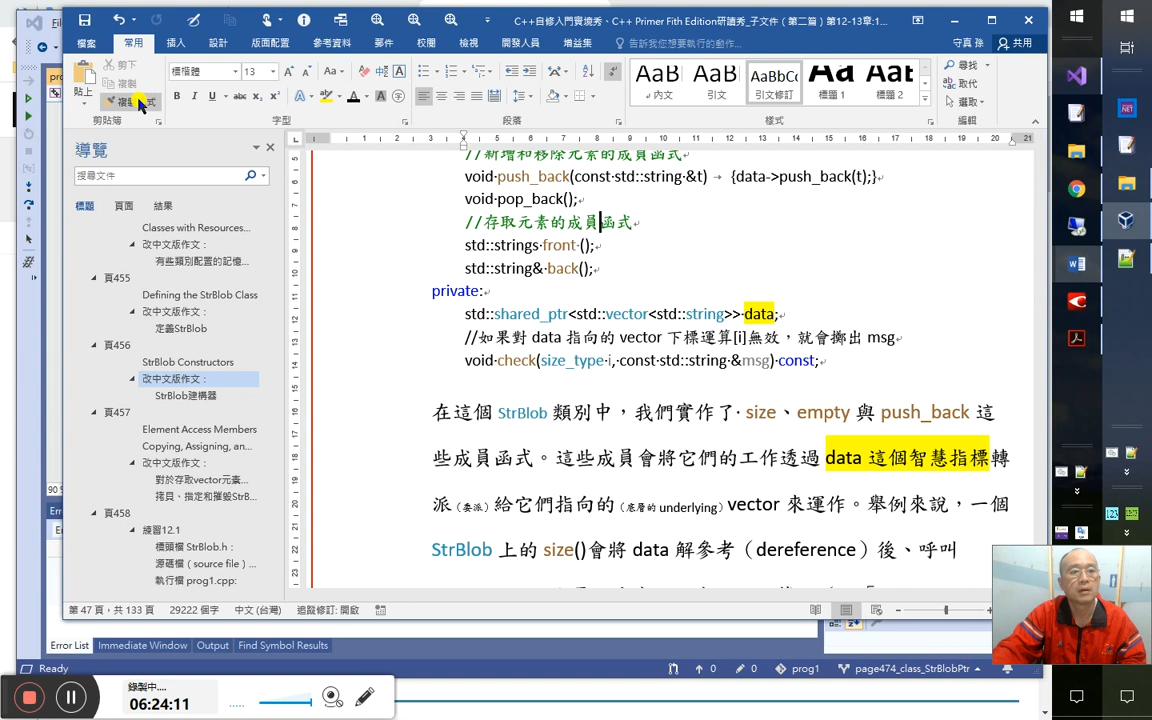 C++自修入門實境秀、C++ Primer Fith Edition研讀秀_子文件（第二篇）第12-13章:1...
檔案
常用
插入
設計
版面配置
參考資料
郵件
校閱
檢視
開發人員
增益集
告訴我您想要執行的動作...
守真 孫
共用
剪下
複製
貼上
剪貼簿
標楷體
13
字型
段落
AaB
↲內文
AaB
引文
AaBbCc
引文修訂
AaB
標題 1
AaB
標題 2
樣式
尋找
取代
選取
編輯
導覽
搜尋文件
標題
頁面
結果
Classes with Resources...
改中文版作文：
有些類別配置的記憶...
頁455
Defining the StrBlob Class
改中文版作文：
定義StrBlob
頁456
StrBlob Constructors
改中文版作文：
StrBlob建構器
頁457
Element Access Members
Copying, Assigning, an...
改中文版作文：
對於存取vector元素...
拷貝、指定和摧毀StrB...
頁458
練習12.1
標頭檔 StrBlob.h：
源碼檔（source file）...
執行檔 prog1.cpp:
//新增和移除元素的成員函式
void push_back(const std::string &t) → {data->push_back(t);}
void pop_back();
//存取元素的成員函式
std::strings front ();
std::string& back();
private:
std::shared_ptr<std::vector<std::string>> data;
//如果對 data 指向的 vector 下標運算[i]無效，就會擲出 msg
void check(size_type i, const std::string &msg) const;
在這個 StrBlob 類別中，我們實作了 size、empty 與 push_back 這
些成員函式。這些成員會將它們的工作透過 data 這個智慧指標轉
派（委派）給它們指向的（底層的 underlying）vector 來運作。舉例來說，一個
StrBlob 上的 size()會將 data 解參考（dereference）後、呼叫
第 47 頁，共 133 頁
29222 個字
中文 (台灣)
追蹤修訂: 開啟
Error List
Immediate Window
Output
Find Symbol Results
Ready
0
0
prog1
page474_class_StrBlobPtr
錄製中....
06:24:11